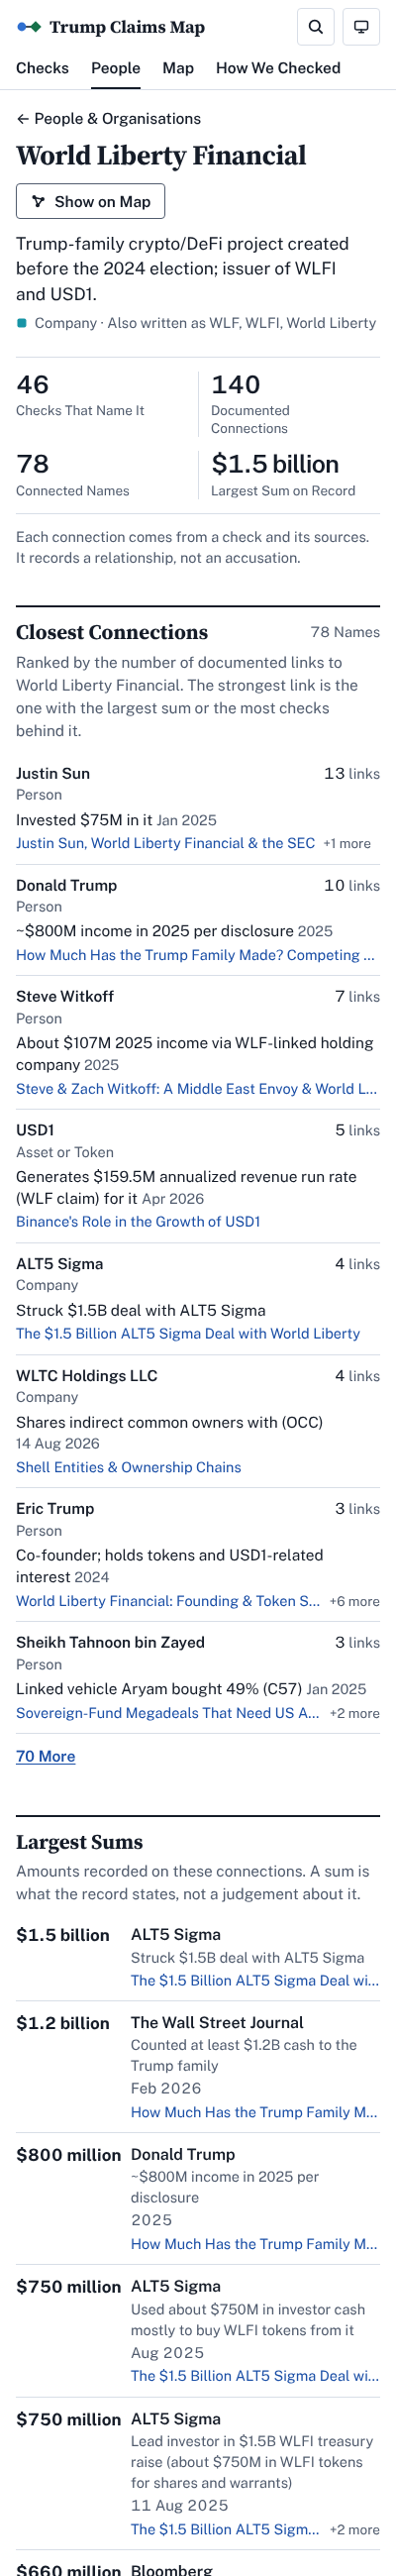 Trump Claims Map
Checks People Map How We Checked
← People & Organisations
World Liberty Financial
Show on Map
Trump-family crypto/DeFi project created
before the 2024 election; issuer of WLFI
and USD1.
Company · Also written as WLF, WLFI, World Liberty
46
Checks That Name It
140
Documented
Connections
78
Connected Names
$1.5 billion
Largest Sum on Record
Each connection comes from a check and its sources.
It records a relationship, not an accusation.
Closest Connections 78 Names
Ranked by the number of documented links to
World Liberty Financial. The strongest link is the
one with the largest sum or the most checks
behind it.
Justin Sun 13 links
Person
Invested $75M in it Jan 2025
Justin Sun, World Liberty Financial & the SEC +1 more
Donald Trump 10 links
Person
~$800M income in 2025 per disclosure 2025
How Much Has the Trump Family Made? Competing ...
Steve Witkoff 7 links
Person
About $107M 2025 income via WLF-linked holding
company 2025
Steve & Zach Witkoff: A Middle East Envoy & World L...
USD1 5 links
Asset or Token
Generates $159.5M annualized revenue run rate
(WLF claim) for it Apr 2026
Binance's Role in the Growth of USD1
ALT5 Sigma 4 links
Company
Struck $1.5B deal with ALT5 Sigma
The $1.5 Billion ALT5 Sigma Deal with World Liberty
WLTC Holdings LLC 4 links
Company
Shares indirect common owners with (OCC)
14 Aug 2026
Shell Entities & Ownership Chains
Eric Trump 3 links
Person
Co-founder; holds tokens and USD1-related
interest 2024
World Liberty Financial: Founding & Token S... +6 more
Sheikh Tahnoon bin Zayed 3 links
Person
Linked vehicle Aryam bought 49% (C57) Jan 2025
Sovereign-Fund Megadeals That Need US A... +2 more
70 More
Largest Sums
Amounts recorded on these connections. A sum is
what the record states, not a judgement about it.
$1.5 billion ALT5 Sigma
Struck $1.5B deal with ALT5 Sigma
The $1.5 Billion ALT5 Sigma Deal wi...
$1.2 billion The Wall Street Journal
Counted at least $1.2B cash to the
Trump family
Feb 2026
How Much Has the Trump Family M...
$800 million Donald Trump
~$800M income in 2025 per
disclosure
2025
How Much Has the Trump Family M...
$750 million ALT5 Sigma
Used about $750M in investor cash
mostly to buy WLFI tokens from it
Aug 2025
The $1.5 Billion ALT5 Sigma Deal wi...
$750 million ALT5 Sigma
Lead investor in $1.5B WLFI treasury
raise (about $750M in WLFI tokens
for shares and warrants)
11 Aug 2025
The $1.5 Billion ALT5 Sigm... +2 more
$660 million Bloomberg